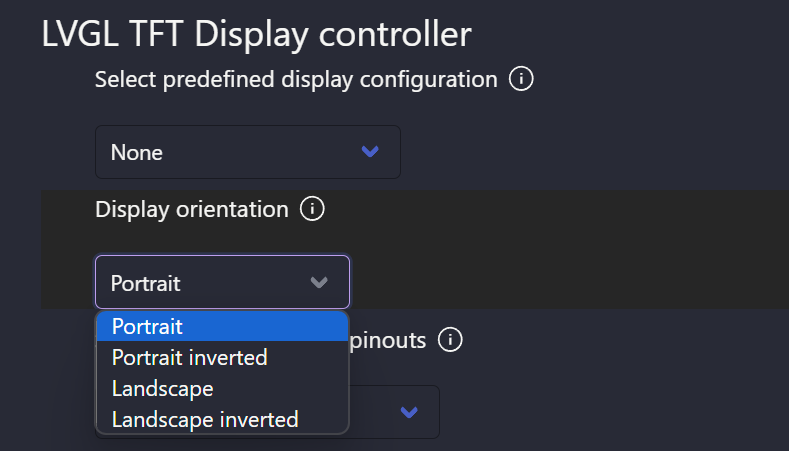 LVGL TFT Display controller
Select predefined display configuration
None
Display orientation
Portrait
Portrait
Portrait inverted
Landscape
Landscape inverted
pinouts